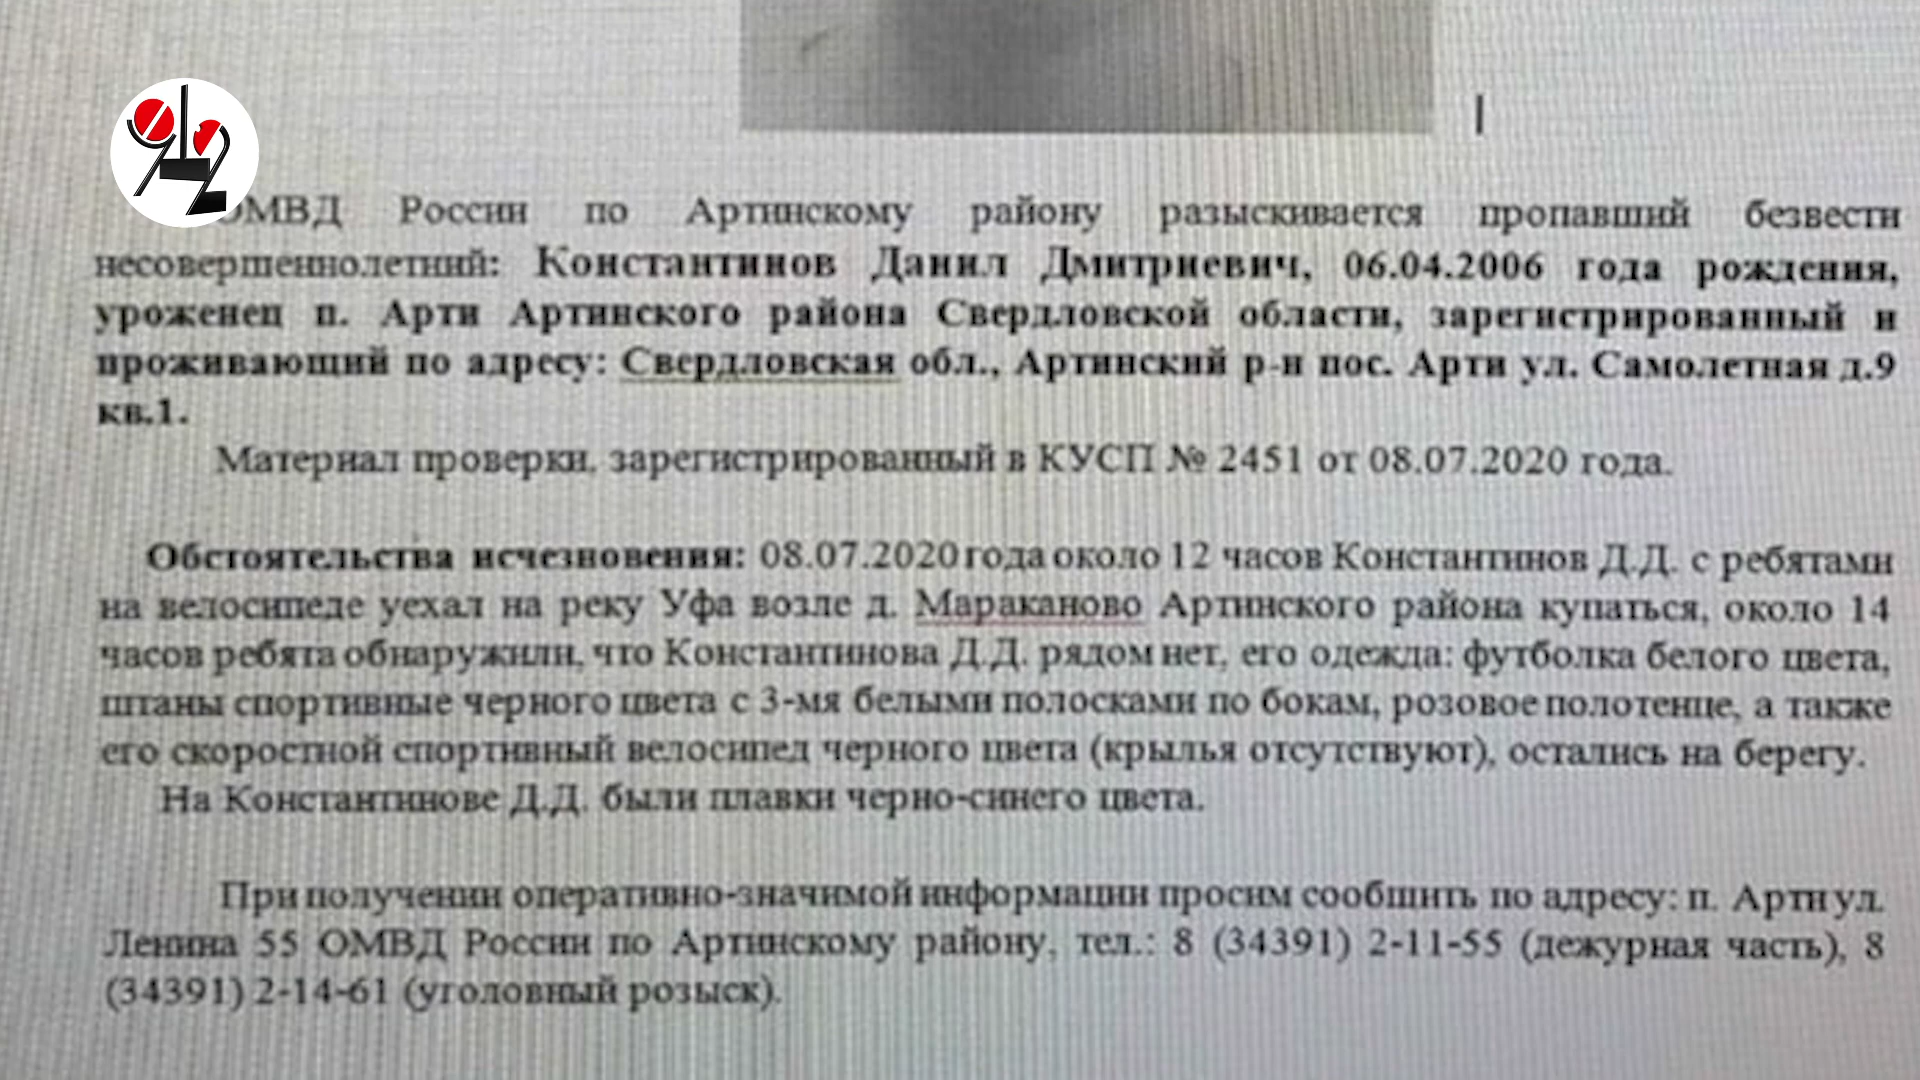 912
ОМВД России по Артинскому району разыскивается пропавший безвести
несовершеннолетний: Константинов Данил Дмитриевич, 06.04.2006 года рождения,
уроженец п. Арти Артинского района Свердловской области, зарегистрированный и
проживающий по адресу: Свердловская обл., Артинский р-н пос. Арти ул. Самолетная д.9
кв.1.
Материал проверки, зарегистрированный в КУСП № 2451 от 08.07.2020 года.
Обстоятельства исчезновения: 08.07.2020 года около 12 часов Константинов Д.Д. с ребятами
на велосипеде уехал на реку Уфа возле д. Мараканово Артинского района купаться, около 14
часов ребята обнаружили, что Константинова Д.Д. рядом нет, его одежда: футболка белого цвета,
штаны спортивные черного цвета с 3-мя белыми полосками по бокам, розовое полотенце, а также
его скоростной спортивный велосипед черного цвета (крылья отсутствуют), остались на берегу.
На Константинове Д.Д. были плавки черно-синего цвета.
При получении оперативно-значимой информации просим сообщить по адресу: п. Арти ул.
Ленина 55 ОМВД России по Артинскому району, тел.: 8 (34391) 2-11-55 (дежурная часть), 8
(34391) 2-14-61 (уголовный розыск).